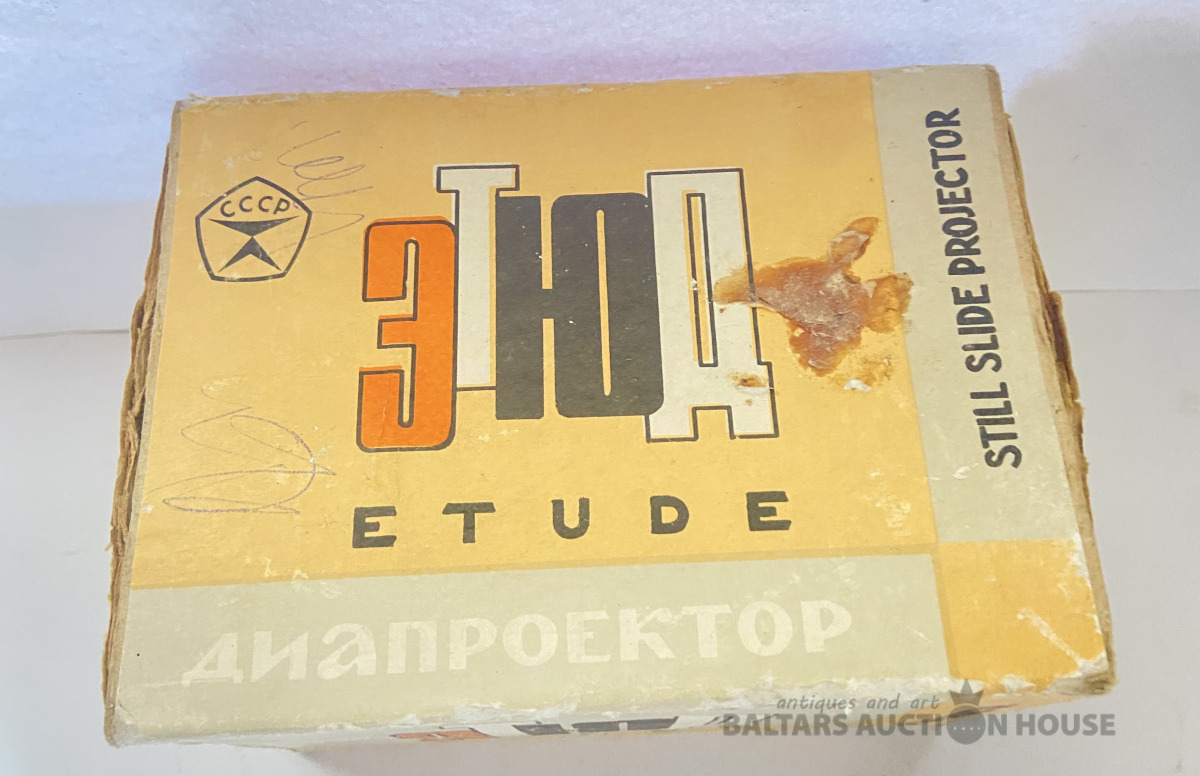 СССР
ЭТЮД
ETUDE
ДИАПРОЕКТОР
STILL SLIDE PROJECTOR
antiques and art
BALTARS AUCTION HOUSE